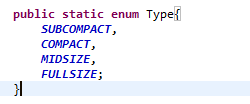 public static enum Type{
SUBCOMPACT,
COMPACT,
MIDSIZE,
FULLSIZE;
}